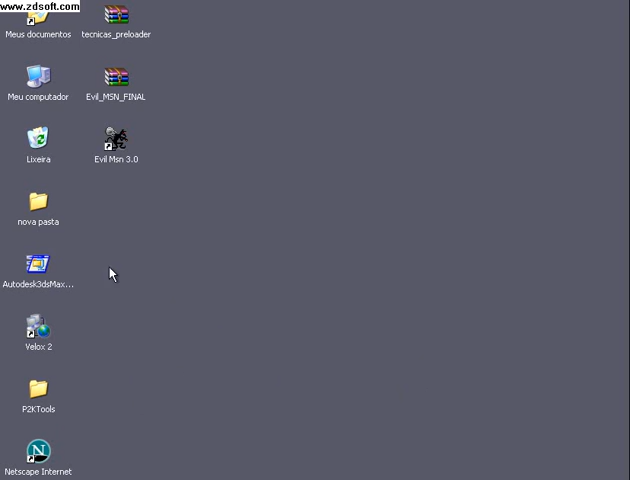 www.zdsoft.com
Meus documentos
tecnicas_preloader
Meu computador
Evil_MSN_FINAL
Lixeira
Evil Msn 3.0
nova pasta
Autodesk3dsMax...
Velox 2
P2KTools
N
Netscape Internet